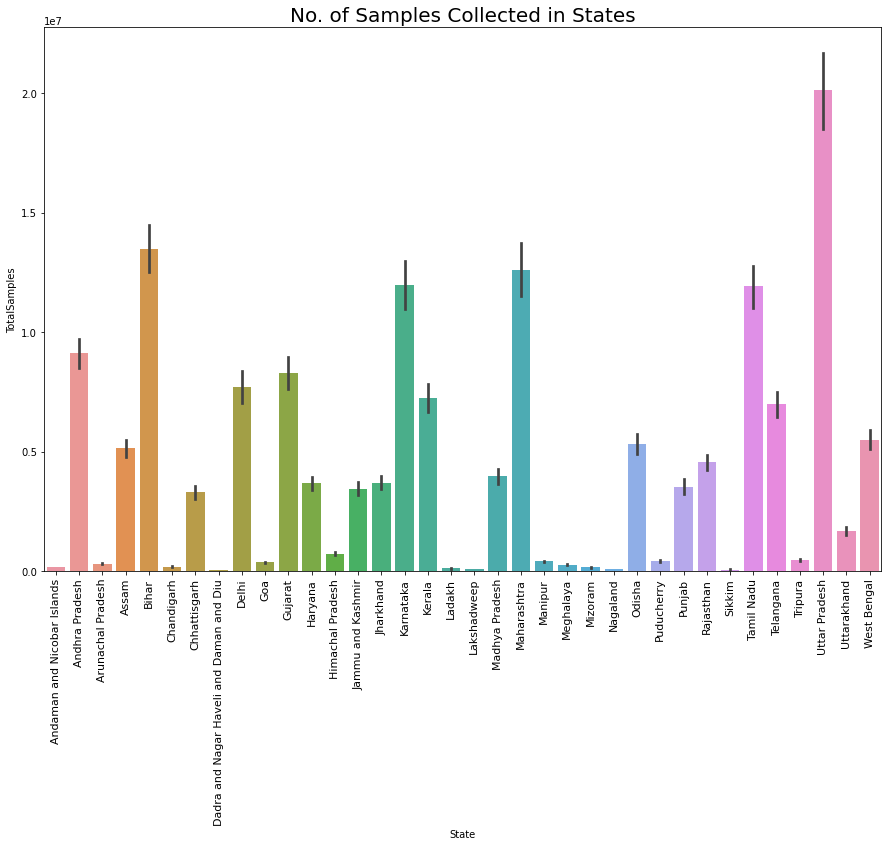 No. of Samples Collected in States
1e7
2.0
1.5
1.0
0.5
0.0
TotalSamples
Andaman and Nicobar Islands
Andhra Pradesh
Arunachal Pradesh
Assam
Bihar
Chandigarh
Chhattisgarh
Dadra and Nagar Haveli and Daman and Diu
Delhi
Goa
Gujarat
Haryana
Himachal Pradesh
Jammu and Kashmir
Jharkhand
Karnataka
Kerala
Ladakh
Lakshadweep
Madhya Pradesh
Maharashtra
Manipur
Meghalaya
Mizoram
Nagaland
Odisha
Puducherry
Punjab
Rajasthan
Sikkim
Tamil Nadu
Telangana
Tripura
Uttar Pradesh
Uttarakhand
West Bengal
State